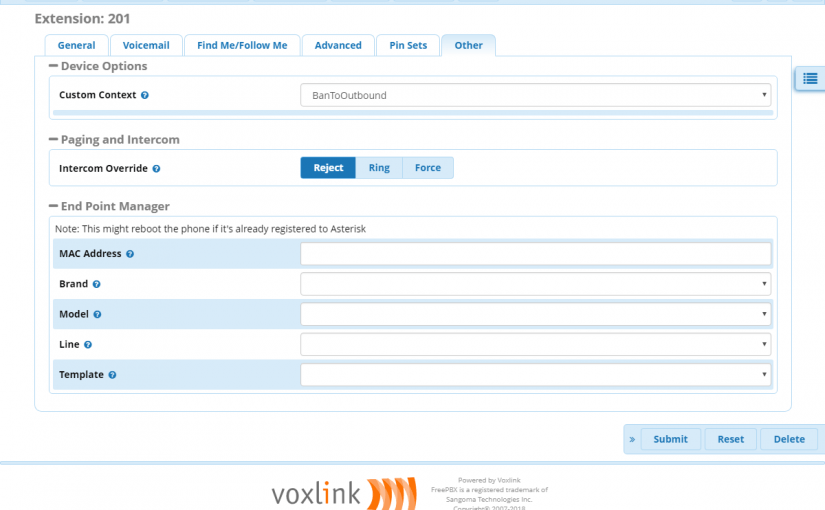 Extension: 201
General
Voicemail
Find Me/Follow Me
Advanced
Pin Sets
Other
Device Options
Custom Context
BanToOutbound
Paging and Intercom
Intercom Override
Reject
Ring
Force
End Point Manager
Note: This might reboot the phone if it's already registered to Asterisk
MAC Address
Brand
Model
Line
Template
» Submit Reset Delete
voxlink
Powered by Voxlink
FreePBX is a registered trademark of
Sangoma Technologies Inc.
Copyright© 2007-2018